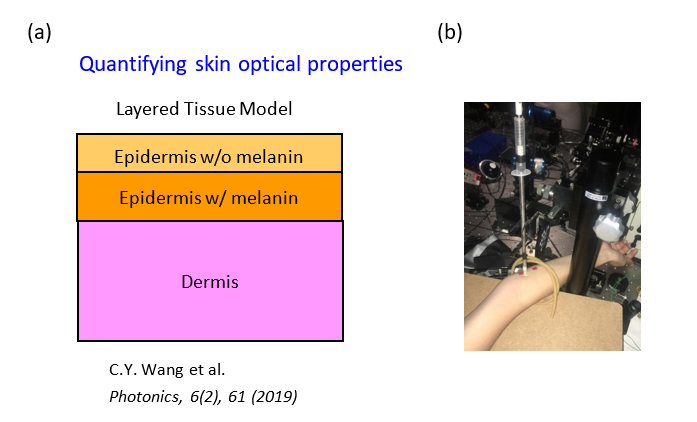 (a)
(b)
Quantifying skin optical properties
Layered Tissue Model
Epidermis w/o melanin
Epidermis w/ melanin
Dermis
C.Y. Wang et al.
Photonics, 6(2), 61 (2019)